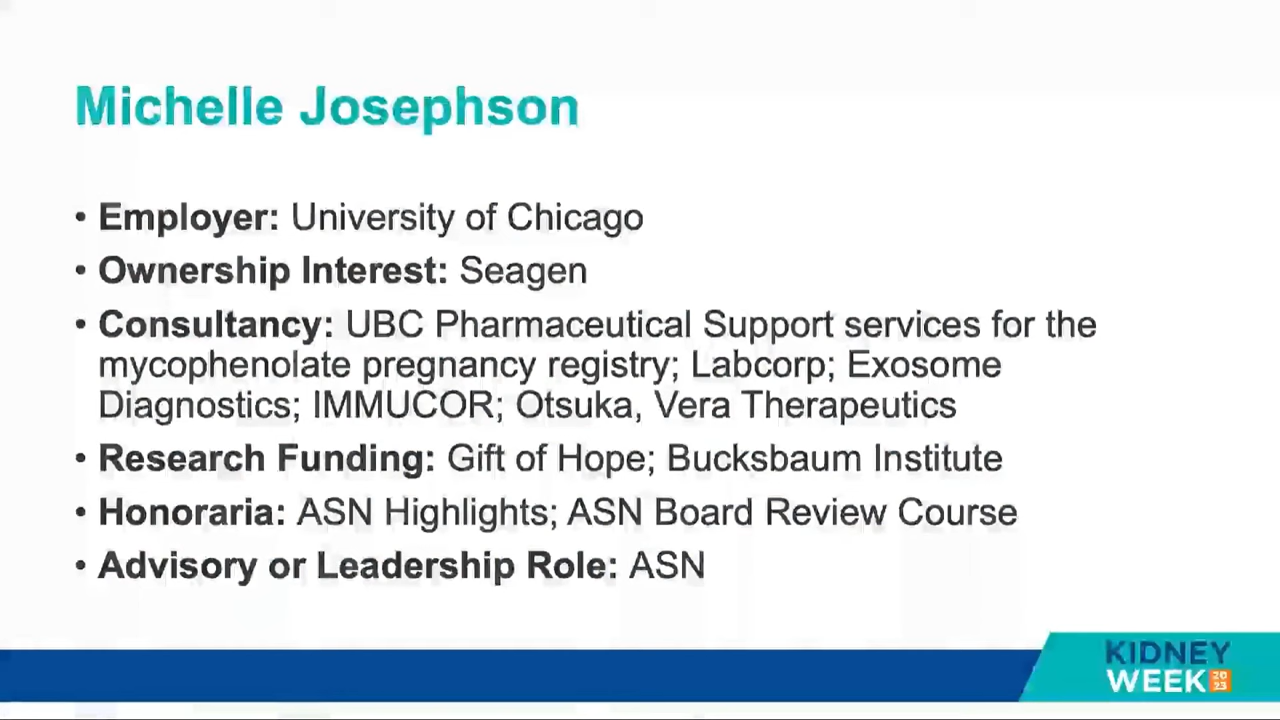 Michelle Josephson
• Employer: University of Chicago
• Ownership Interest: Seagen
• Consultancy: UBC Pharmaceutical Support services for the
mycophenolate pregnancy registry; Labcorp; Exosome
Diagnostics; IMMUCOR; Otsuka, Vera Therapeutics
• Research Funding: Gift of Hope; Bucksbaum Institute
• Honoraria: ASN Highlights; ASN Board Review Course
• Advisory or Leadership Role: ASN
KIDNEY
WEEK 2023